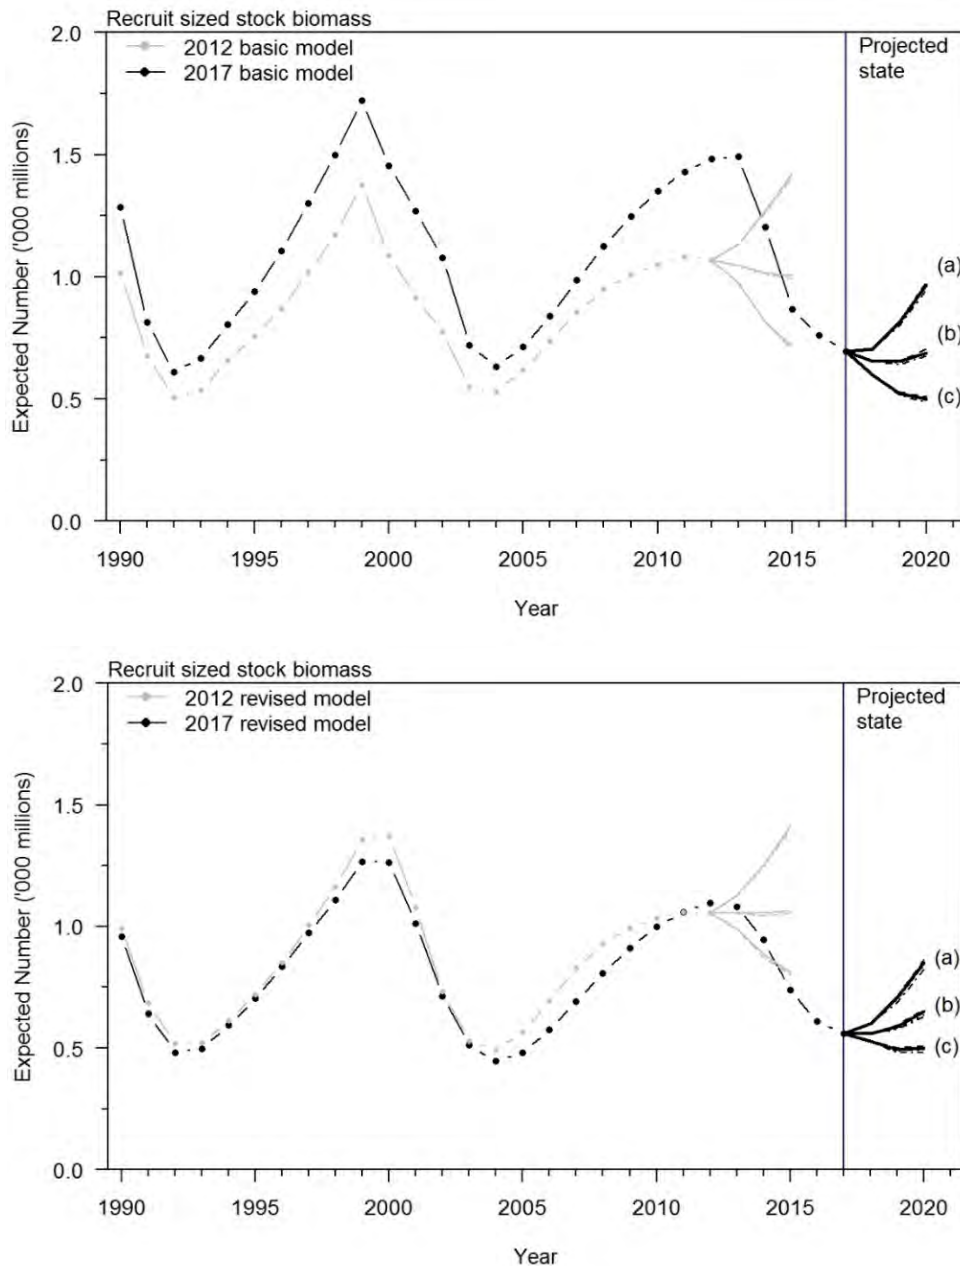 Recruit sized stock biomass
2012 basic model
2017 basic model
Projected
state
2.0
1.5
1.0
0.5
0.0
Expected Number ('000 millions)
(a)
(b)
(c)
1990 1995 2000 2005 2010 2015 2020
Year
Recruit sized stock biomass
2012 revised model
2017 revised model
Projected
state
2.0
1.5
1.0
0.5
0.0
Expected Number ('000 millions)
(a)
(b)
(c)
1990 1995 2000 2005 2010 2015 2020
Year